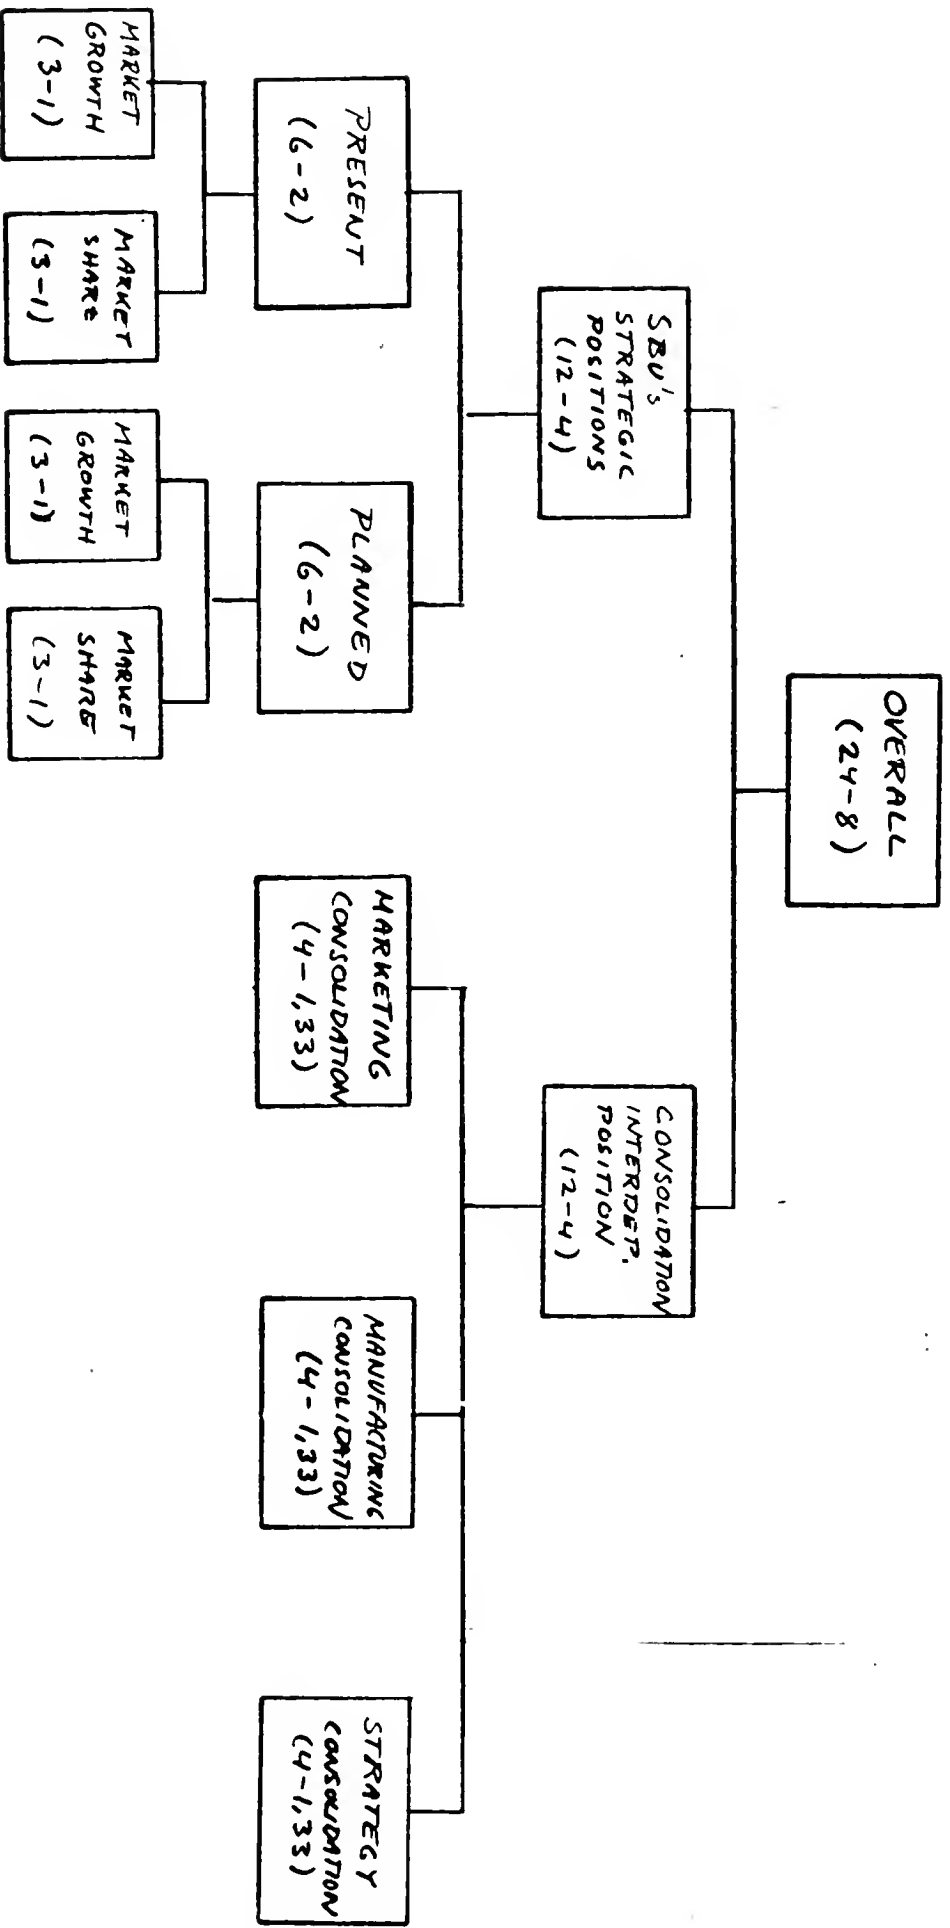 OVERALL
(24-8)
SBU's
STRATEGIC
POSITIONS
(12-4)
CONSOLIDATION
INTERDEP.
POSITION
(12-4)
PRESENT
(6-2)
PLANNED
(6-2)
MARKETING
CONSOLIDATION
(4-1,33)
MANUFACTURING
CONSOLIDATION
(4-1,33)
STRATEGY
CONSOLIDATION
(4-1,33)
MARKET
GROWTH
(3-1)
MARKET
SHARE
(3-1)
MARKET
GROWTH
(3-1)
MARKET
SHARE
(3-1)